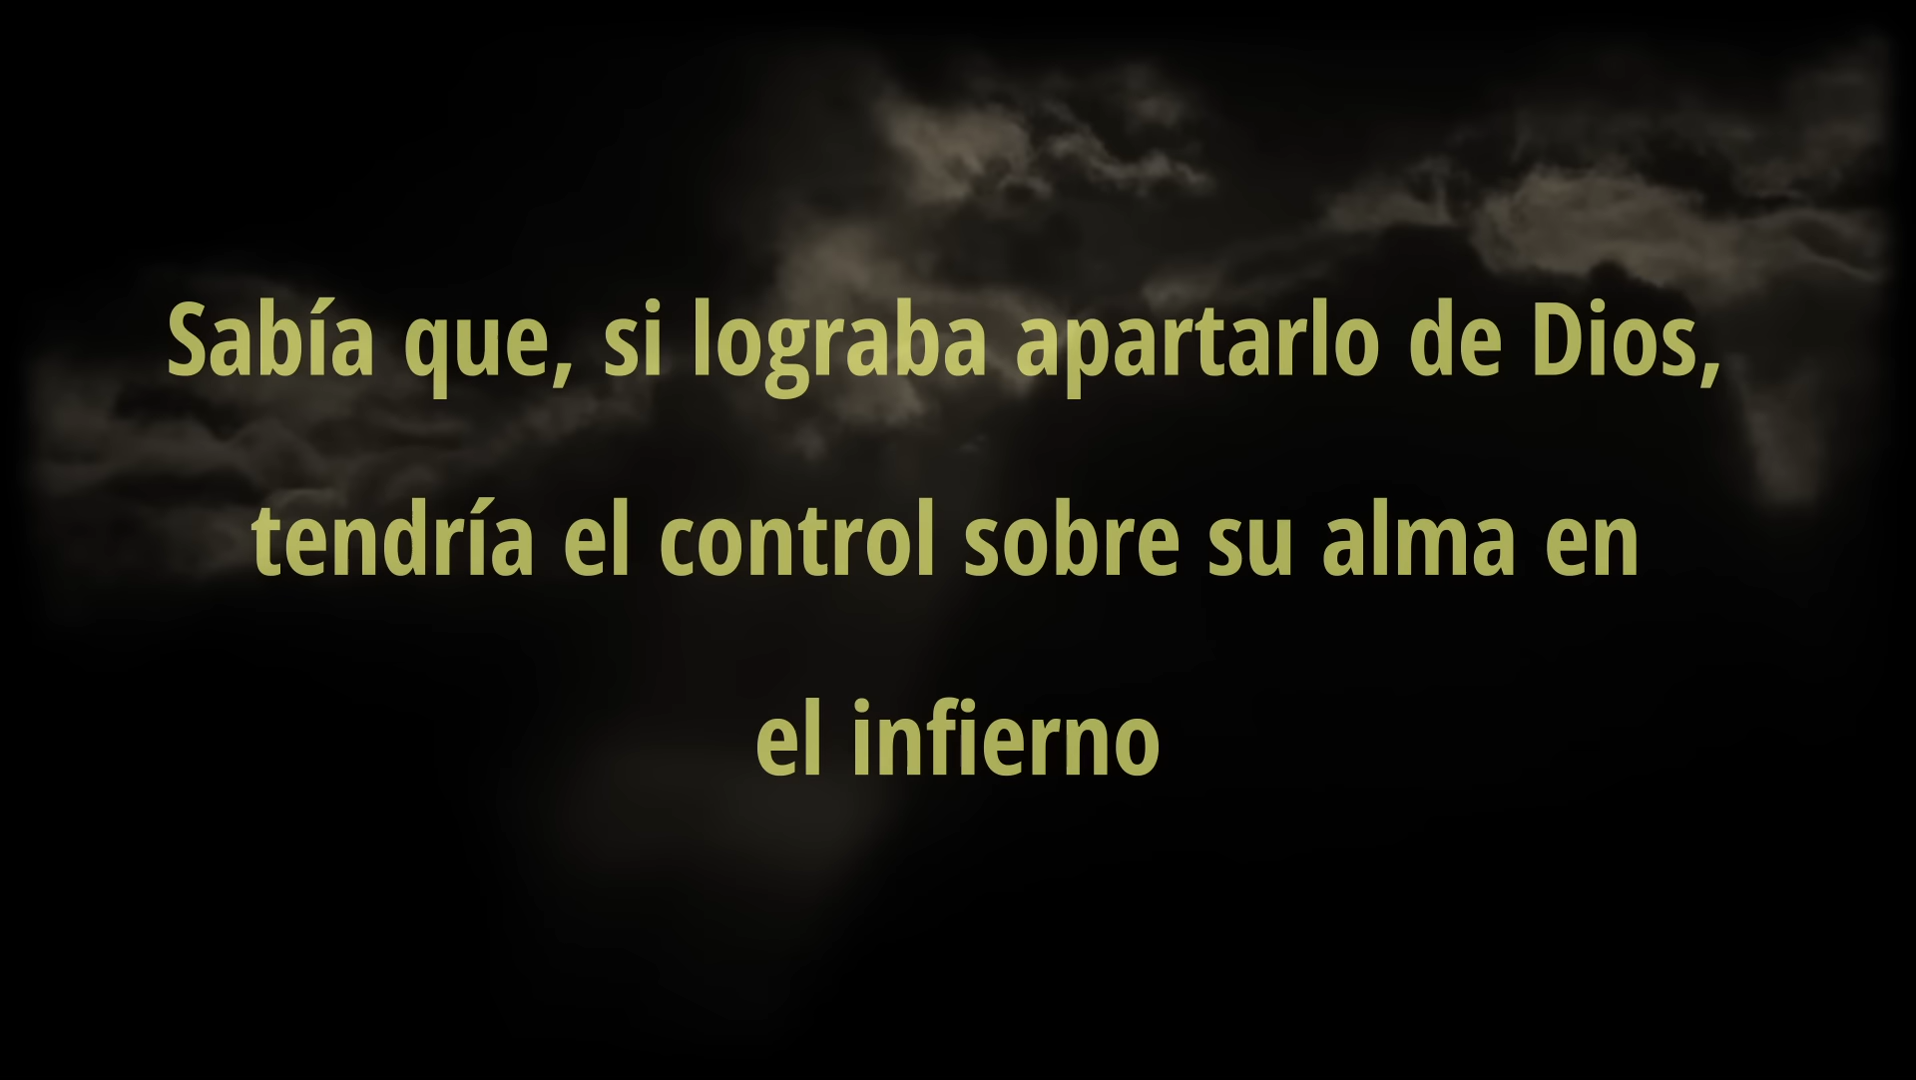 Sabía que, si lograba apartarlo de Dios,
tendría el control sobre su alma en
el infierno